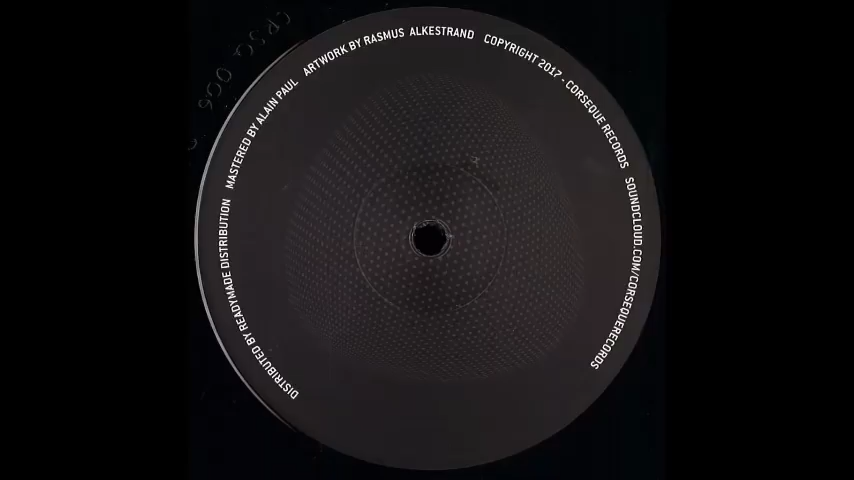 DISTRIBUTED BY READYMADE DISTRIBUTION MASTERED BY ALAIN PAUL ARTWORK BY RASMUS ALKESTRAND COPYRIGHT 2017 - CORSEQUE RECORDS SOUNDCLOUD.COM/CORSEQUERECORDS